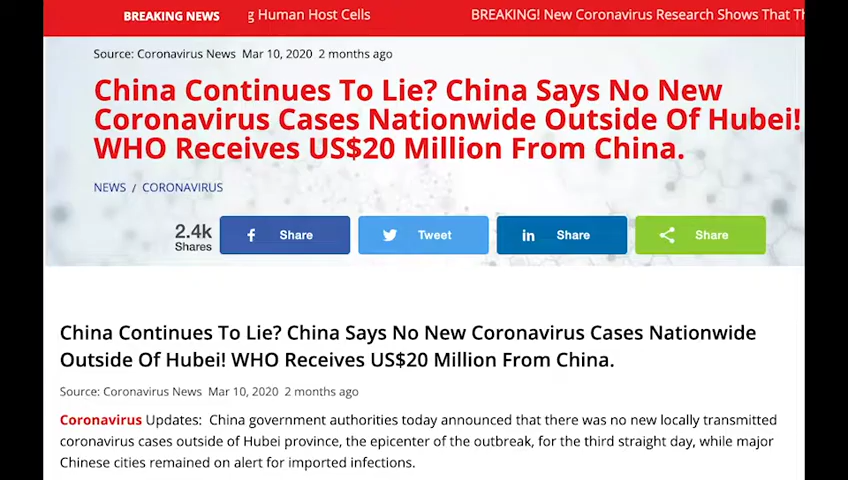 BREAKING NEWS g Human Host Cells BREAKING! New Coronavirus Research Shows That
Source: Coronavirus News Mar 10, 2020 2 months ago
China Continues To Lie? China Says No New
Coronavirus Cases Nationwide Outside Of Hubei!
WHO Receives US$20 Million From China.
NEWS / CORONAVIRUS
2.4k
Shares
Share
Tweet
Share
Share
China Continues To Lie? China Says No New Coronavirus Cases Nationwide
Outside Of Hubei! WHO Receives US$20 Million From China.
Source: Coronavirus News Mar 10, 2020 2 months ago
Coronavirus Updates: China government authorities today announced that there was no new locally transmitted
coronavirus cases outside of Hubei province, the epicenter of the outbreak, for the third straight day, while major
Chinese cities remained on alert for imported infections.